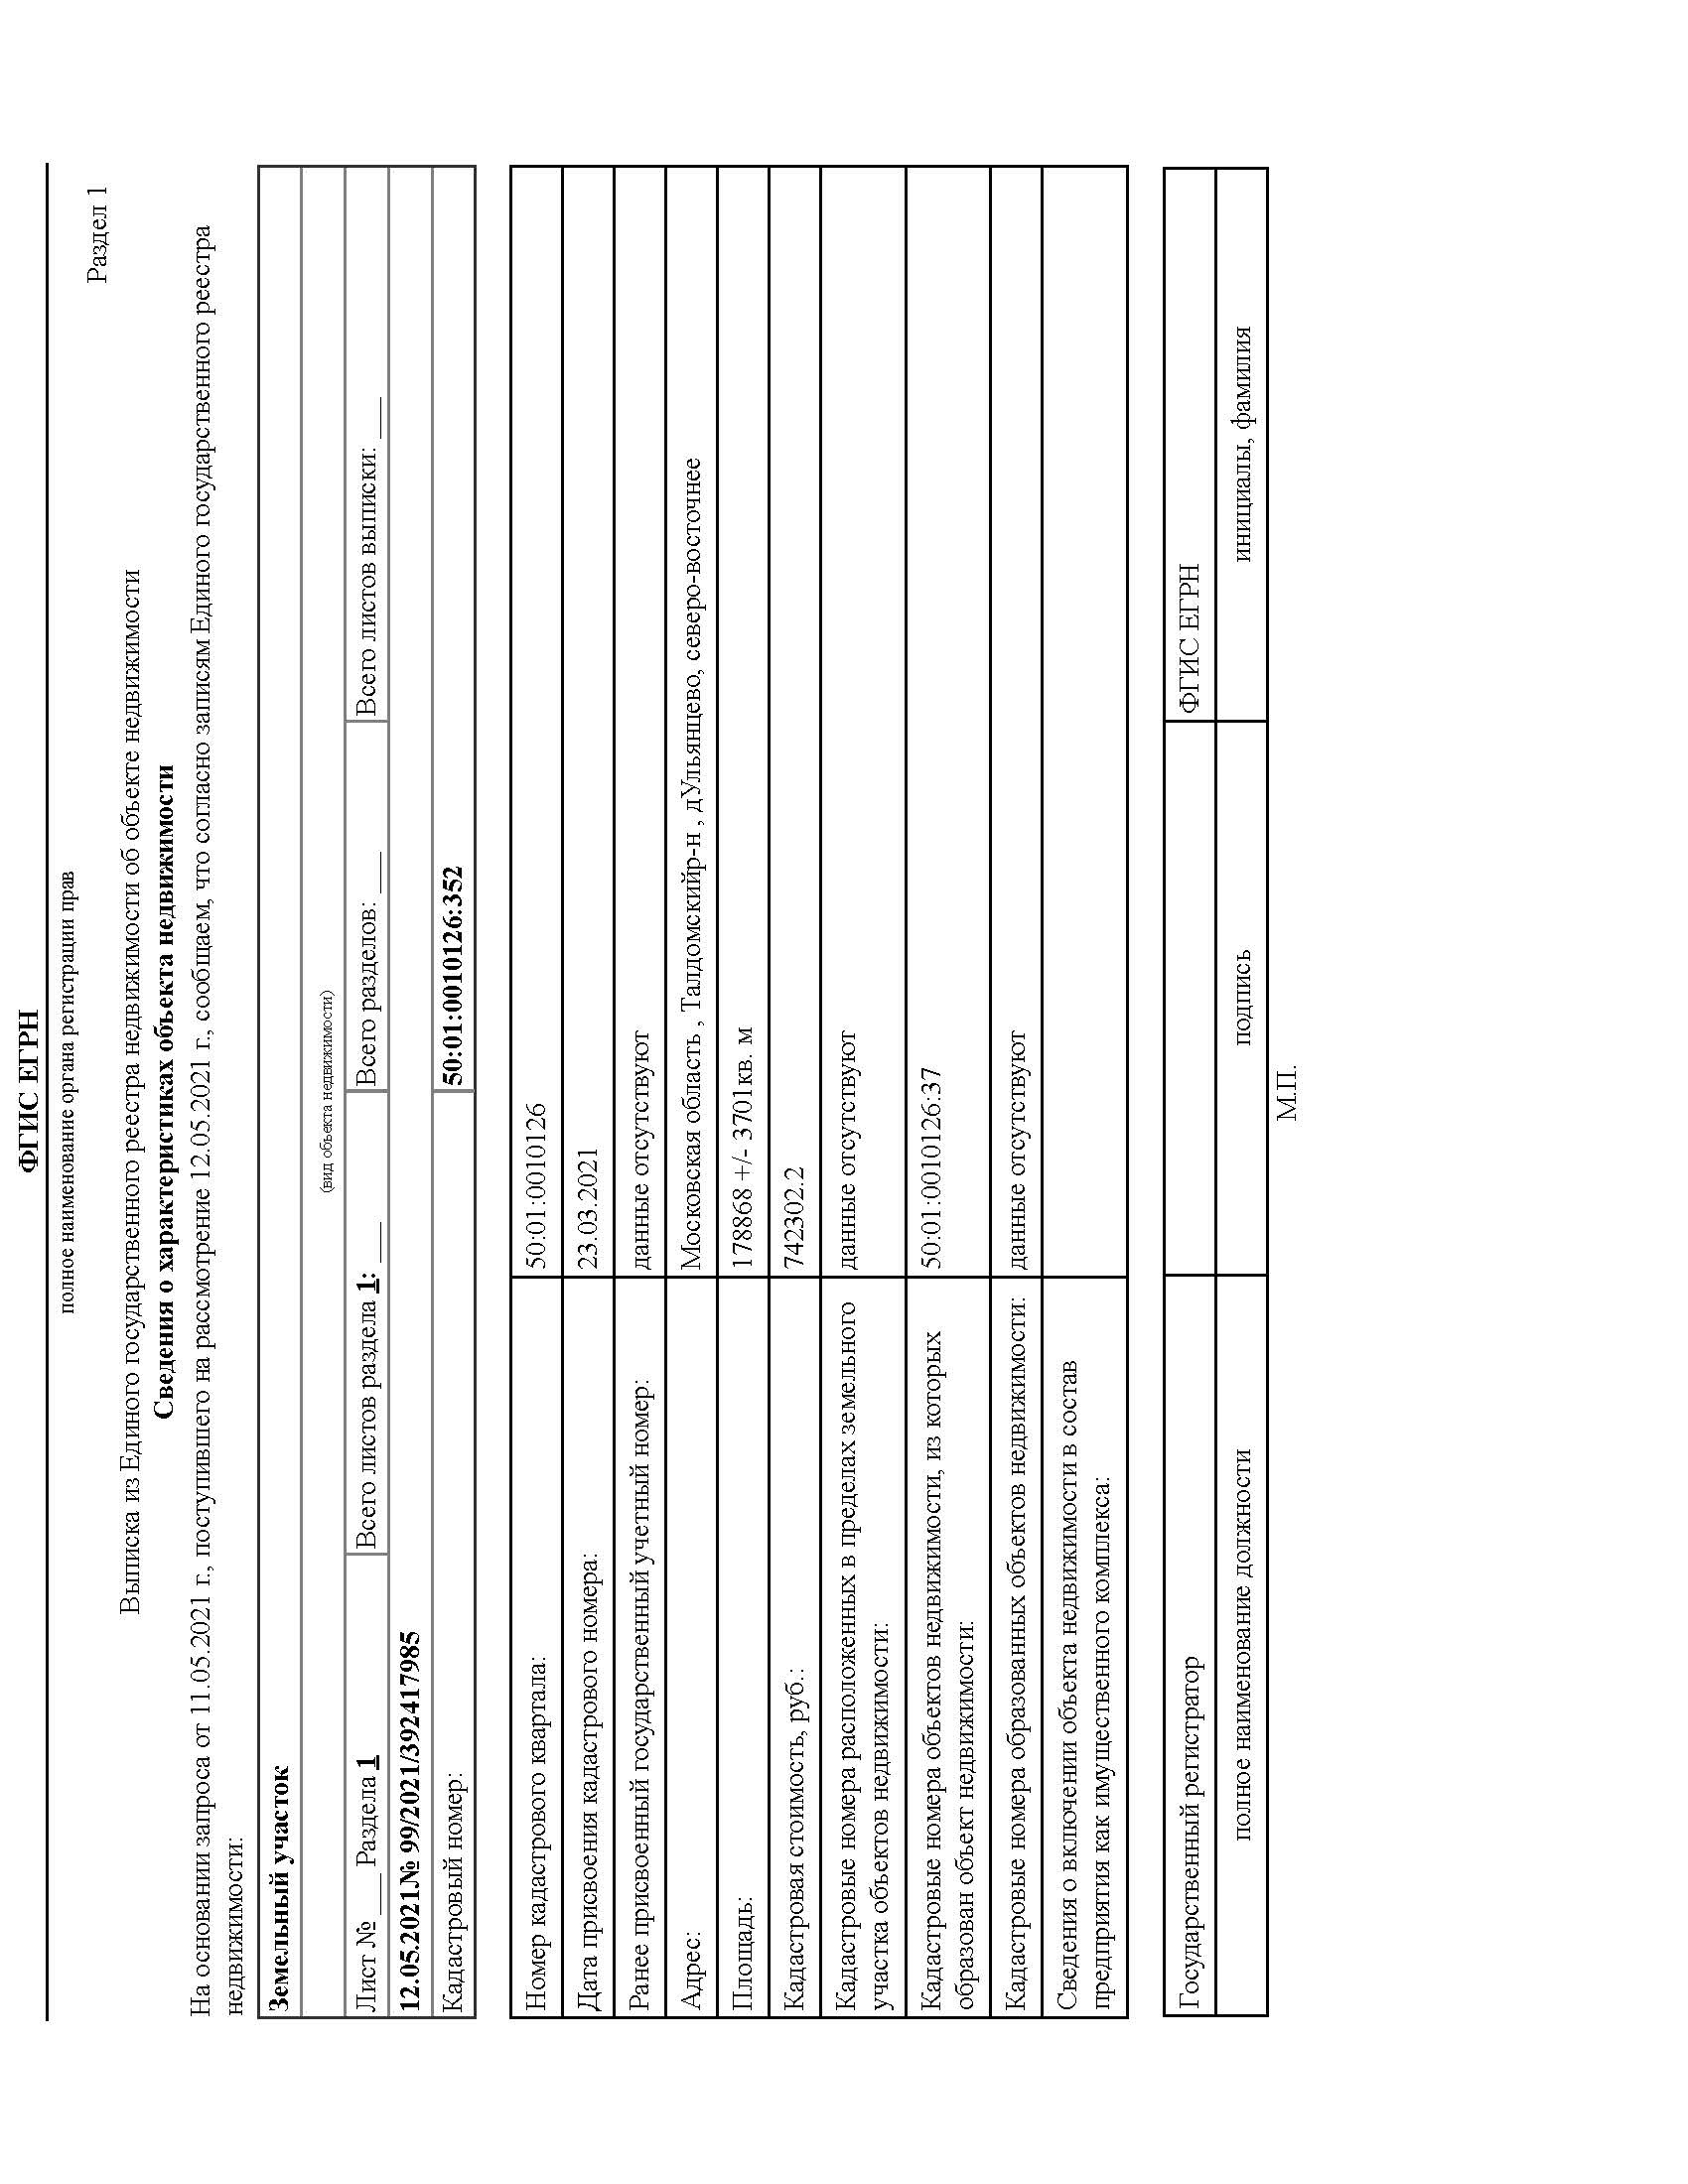 ФГИС ЕГРН
полное наименование органа регистрации прав
Раздел 1
Выписка из Единого государственного реестра недвижимости об объекте недвижимости
Сведения о характеристиках объекта недвижимости
На основании запроса от 11.05.2021 г., поступившего на рассмотрение 12.05.2021 г., сообщаем, что согласно записям Единого государственного реестра
недвижимости:
Земельный участок
(вид объекта недвижимости)
Лист № ___ Раздела 1 Всего листов раздела 1: ___ Всего разделов: ___ Всего листов выписки: ___
12.05.2021№ 99/2021/392417985
Кадастровый номер: 50:01:0010126:352
Номер кадастрового квартала: 50:01:0010126
Дата присвоения кадастрового номера: 23.03.2021
Ранее присвоенный государственный учетный номер: данные отсутствуют
Адрес: Московская область , Талдомскийр-н , дУльянцево, северо-восточнее
Площадь: 178868 +/- 3701кв. м
Кадастровая стоимость, руб.: 742302.2
Кадастровые номера расположенных в пределах земельного данные отсутствуют
участка объектов недвижимости:
Кадастровые номера объектов недвижимости, из которых 50:01:0010126:37
образован объект недвижимости:
Кадастровые номера образованных объектов недвижимости: данные отсутствуют
Сведения о включении объекта недвижимости в состав
предприятия как имущественного комплекса:
Государственный регистратор ФГИС ЕГРН
полное наименование должности подпись инициалы, фамилия
М.П.